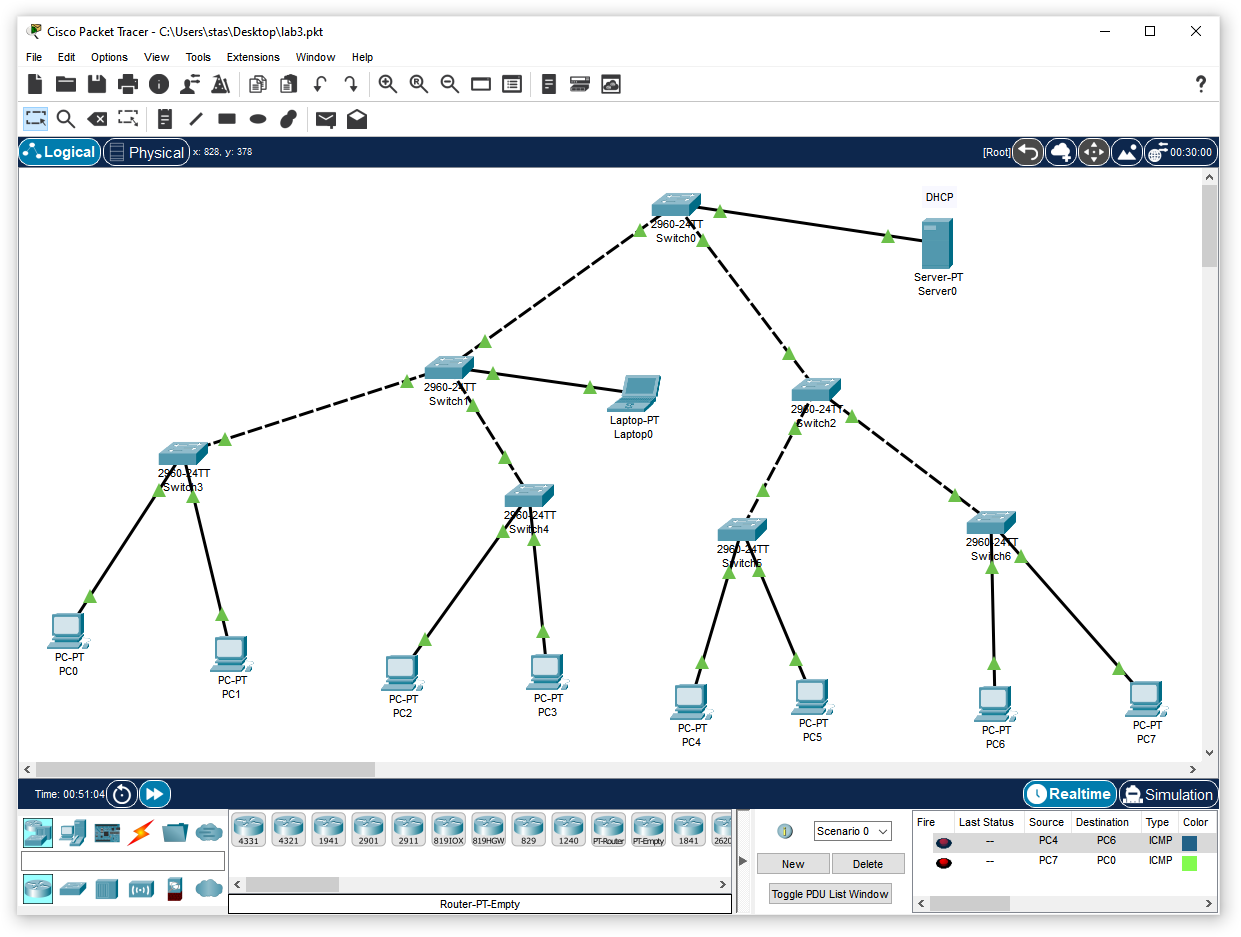 Cisco Packet Tracer - C:\Users\stas\Desktop\lab3.pkt
File Edit Options View Tools Extensions Window Help
?
Logical Physical x: 828, y: 378 [Root] 00:30:00
DHCP
2960-24TT
Switch0
Server-PT
Server0
2960-24TT
Switch1
Laptop-PT
Laptop0
2960-24TT
Switch2
2960-24TT
Switch3
2960-24TT
Switch4
2960-24TT
Switch5
2960-24TT
Switch6
PC-PT
PC0
PC-PT
PC1
PC-PT
PC2
PC-PT
PC3
PC-PT
PC4
PC-PT
PC5
PC-PT
PC6
PC-PT
PC7
Time: 00:51:04 Realtime Simulation
4331 4321 1941 2901 2911 819IOX 819HGW 829 1240 PT-Router PT-Empty 1841 2620
Router-PT-Empty
Scenario 0
New Delete
Toggle PDU List Window
Fire Last Status Source Destination Type Color
-- PC4 PC6 ICMP
-- PC7 PC0 ICMP